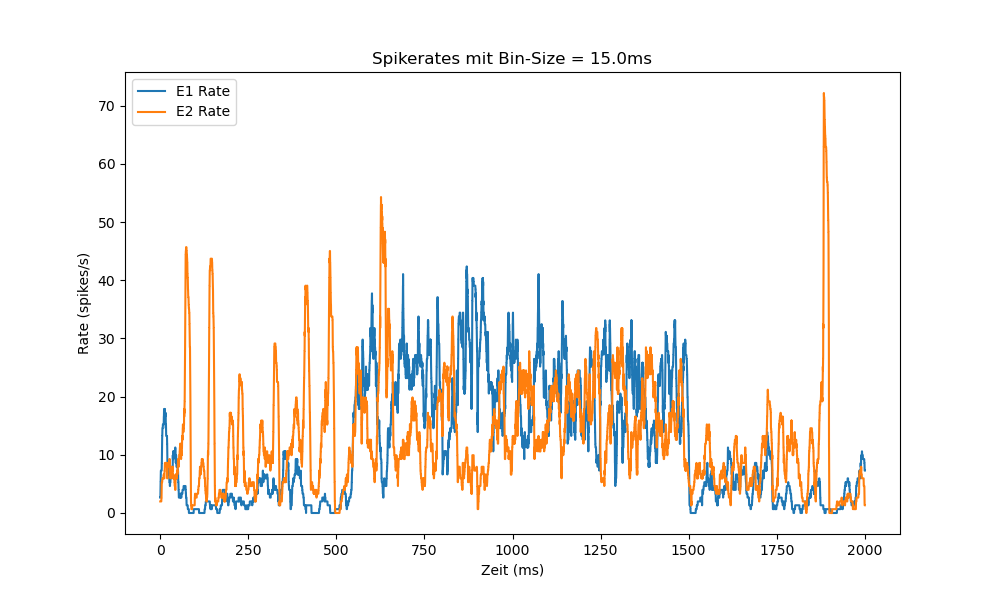 Spikerates mit Bin-Size = 15.0ms
E1 Rate
E2 Rate
Rate (spikes/s)
70
60
50
40
30
20
10
0
0 250 500 750 1000 1250 1500 1750 2000
Zeit (ms)